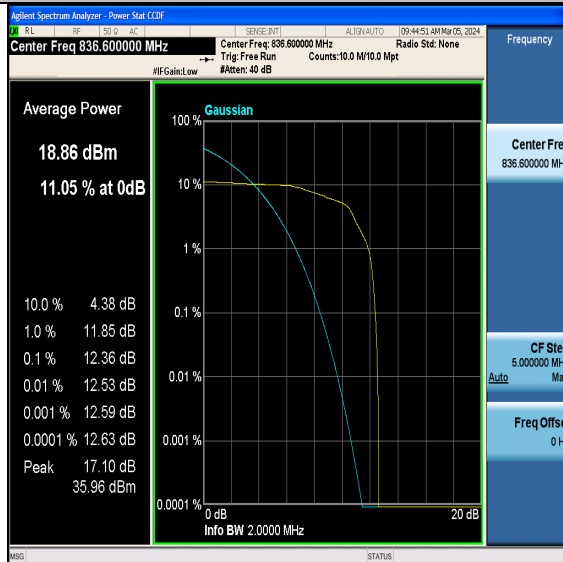 Agilent Spectrum Analyzer - Power Stat CCDF
LXI RL RF 50 Ω AC SENSE:INT ALIGN AUTO 09:44:51 AM Mar 05, 2024
Center Freq 836.600000 MHz
Center Freq: 836.600000 MHz Radio Std: None
Trig: Free Run Counts:10.0 M/10.0 Mpt
#IFGain:Low #Atten: 40 dB
Frequency
Average Power
18.86 dBm
11.05 % at 0dB
10.0 % 4.38 dB
1.0 % 11.85 dB
0.1 % 12.36 dB
0.01 % 12.53 dB
0.001 % 12.59 dB
0.0001 % 12.63 dB
Peak 17.10 dB
35.96 dBm
Gaussian
100 %
10 %
1 %
0.1 %
0.01 %
0.001 %
0.0001 %
0 dB 20 dB
Info BW 2.0000 MHz
Center Fre
836.600000 MH
CF Ste
5.000000 MH
Auto Ma
Freq Offse
0 H
MSG STATUS